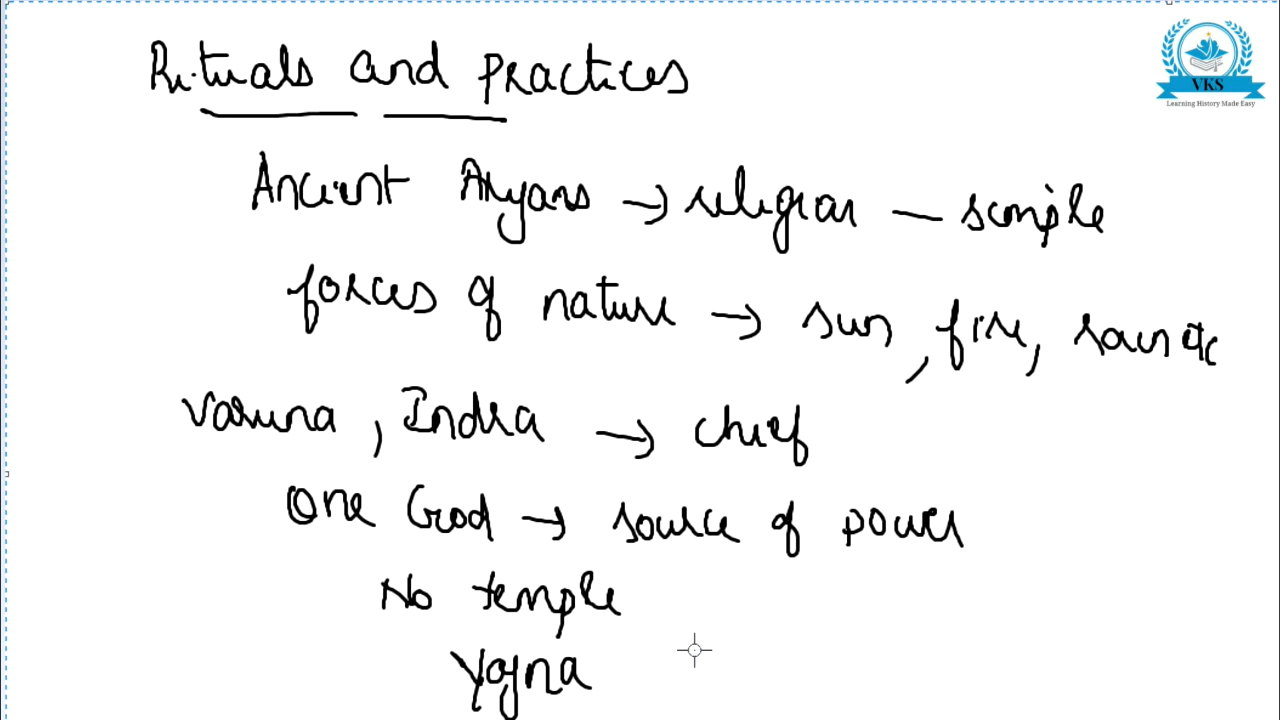 Rituals and practices
VKS
Learning History Made Easy
Ancient Aryans → religion — simple
forces of nature → sun, fire, rain etc
Varuna, Indra → chief
One God → source of power
No temple
Yajna